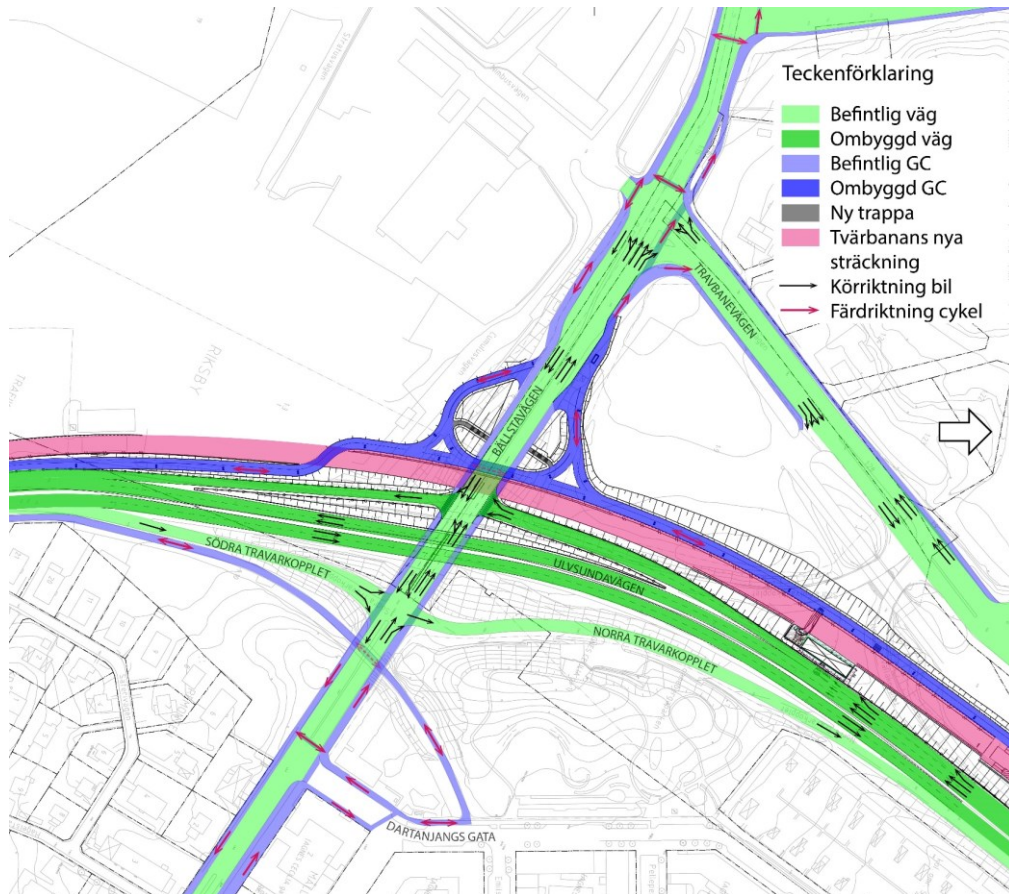 Teckenförklaring
Befintlig väg
Ombyggd väg
Befintlig GC
Ombyggd GC
Ny trappa
Tvärbanans nya
sträckning
Körriktning bil
Färdriktning cykel
TRAVBANEVÄGEN
RIKSBY
BÄLLSTAVÄGEN
SÖDRA TRAVARKOPPLET
ULVSUNDAVÄGEN
NORRA TRAVARKOPPLET
DARTANJANGS GATA